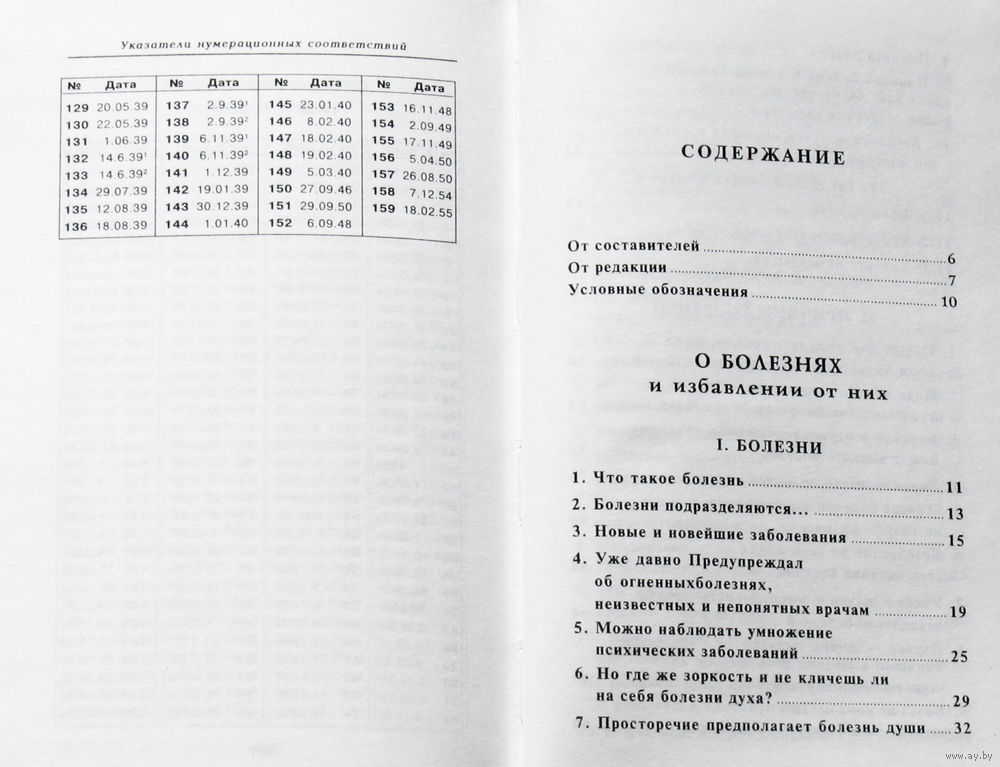 Указатели нумерационных соответствий
№ Дата № Дата № Дата № Дата
129 20.05.39 137 2.9.39¹ 145 23.01.40 153 16.11.48
130 22.05.39 138 2.9.39² 146 8.02.40 154 2.09.49
131 1.06.39 139 6.11.39¹ 147 18.02.40 155 17.11.49
132 14.6.39¹ 140 6.11.39² 148 19.02.40 156 5.04.50
133 14.6.39² 141 1.12.39 149 5.03.40 157 26.08.50
134 29.07.39 142 19.01.39 150 27.09.46 158 7.12.54
135 12.08.39 143 30.12.39 151 29.09.50 159 18.02.55
136 18.08.39 144 1.01.40 152 6.09.48
СОДЕРЖАНИЕ
От составителей 6
От редакции 7
Условные обозначения 10
О БОЛЕЗНЯХ
и избавлении от них
I. БОЛЕЗНИ
1. Что такое болезнь 11
2. Болезни подразделяются... 13
3. Новые и новейшие заболевания 15
4. Уже давно Предупреждал
об огненныхболезнях,
неизвестных и непонятных врачам 19
5. Можно наблюдать умножение
психических заболеваний 25
6. Но где же зоркость и не кличешь ли
на себя болезни духа? 29
7. Просторечие предполагает болезнь души 32
www.ay.by